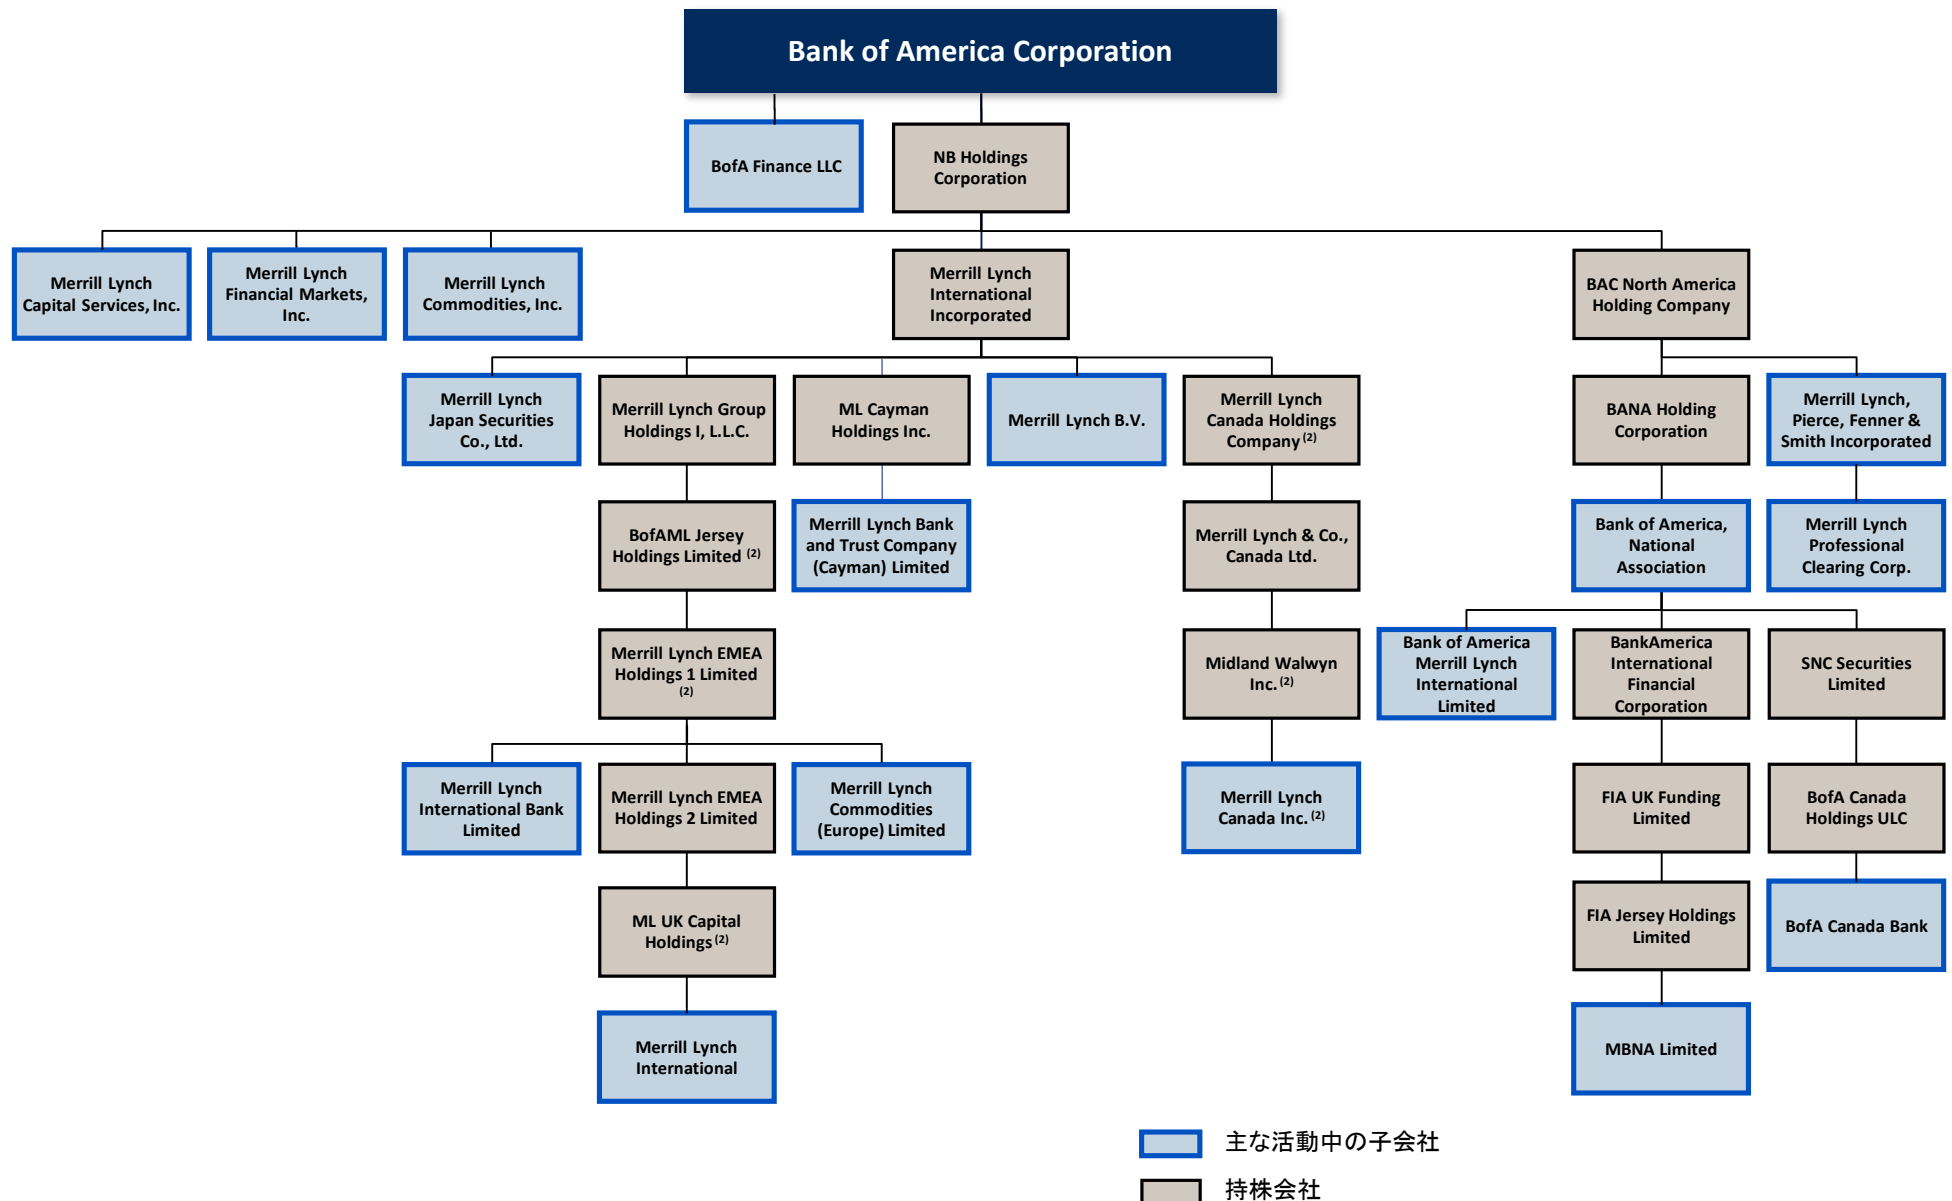 Bank of America Corporation
BofA Finance LLC
NB Holdings
Corporation
Merrill Lynch
Capital Services, Inc.
Merrill Lynch
Financial Markets,
Inc.
Merrill Lynch
Commodities, Inc.
Merrill Lynch
International
Incorporated
BAC North America
Holding Company
Merrill Lynch
Japan Securities
Co., Ltd.
Merrill Lynch Group
Holdings I, L.L.C.
ML Cayman
Holdings Inc.
Merrill Lynch B.V.
Merrill Lynch
Canada Holdings
Company (2)
BANA Holding
Corporation
Merrill Lynch,
Pierce, Fenner &
Smith Incorporated
BofAML Jersey
Holdings Limited (2)
Merrill Lynch Bank
and Trust Company
(Cayman) Limited
Merrill Lynch & Co.,
Canada Ltd.
Bank of America,
National
Association
Merrill Lynch
Professional
Clearing Corp.
Merrill Lynch EMEA
Holdings 1 Limited
(2)
Midland Walwyn
Inc. (2)
Bank of America
Merrill Lynch
International
Limited
BankAmerica
International
Financial
Corporation
SNC Securities
Limited
Merrill Lynch
International Bank
Limited
Merrill Lynch EMEA
Holdings 2 Limited
Merrill Lynch
Commodities
(Europe) Limited
Merrill Lynch
Canada Inc. (2)
FIA UK Funding
Limited
BofA Canada
Holdings ULC
ML UK Capital
Holdings (2)
FIA Jersey Holdings
Limited
BofA Canada Bank
Merrill Lynch
International
MBNA Limited
主な活動中の子会社
持株会社